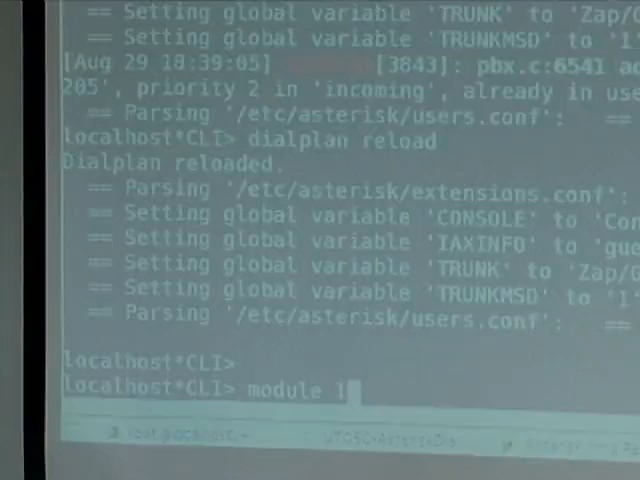 == Setting global variable 'TRUNK' to 'Zap/G
== Setting global variable 'TRUNKMSD' to '1'
[Aug 29 18:39:05] [3843]: pbx.c:6541 ad
205', priority 2 in 'incoming', already in use
== Parsing '/etc/asterisk/users.conf': ==
localhost*CLI> dialplan reload
Dialplan reloaded.
== Parsing '/etc/asterisk/extensions.conf':
== Setting global variable 'CONSOLE' to 'Con
== Setting global variable 'IAXINFO' to 'gue
== Setting global variable 'TRUNK' to 'Zap/G
== Setting global variable 'TRUNKMSD' to '1'
== Parsing '/etc/asterisk/users.conf': ==
localhost*CLI>
localhost*CLI> module l